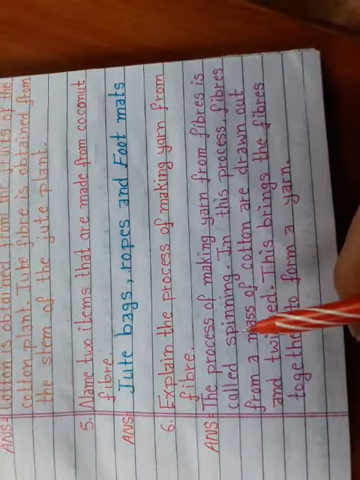 ANS: Cotton is obtained from the fruits of the
cotton plant. Jute fibre is obtained from
the stem of the jute plant.
5. Name two items that are made from coconut
fibre.
ANS: Jute bags, ropes and Foot mats
6. Explain the process of making yarn from
fibre.
ANS: The process of making yarn from fibres is
called spinning. In this process, fibres
from a mass of cotton are drawn out
and twisted. This brings the fibres
together to form a yarn.